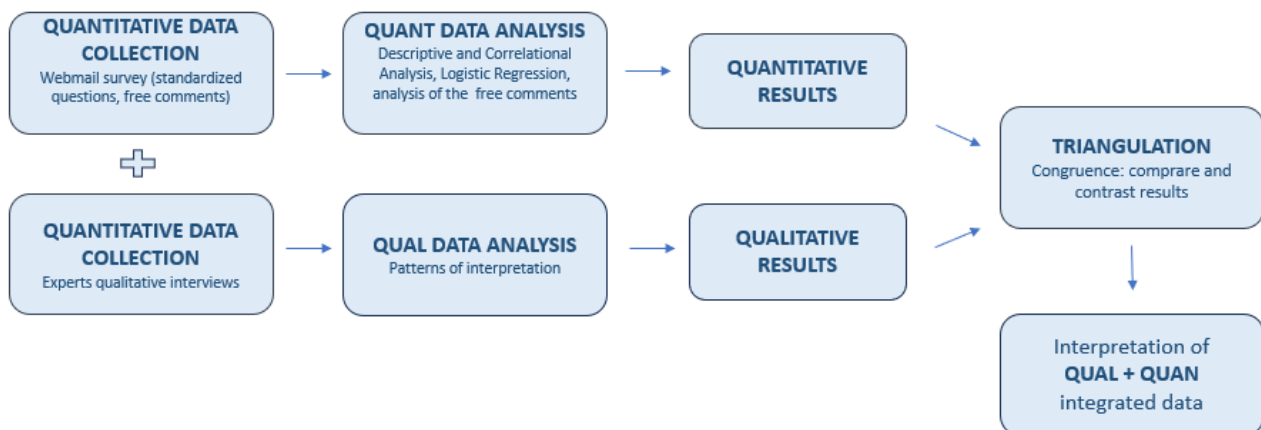 QUANTITATIVE DATA
COLLECTION
Webmail survey (standardized
questions, free comments)
QUANT DATA ANALYSIS
Descriptive and Correlational
Analysis, Logistic Regression,
analysis of the free comments
QUANTITATIVE
RESULTS
QUANTITATIVE DATA
COLLECTION
Experts qualitative interviews
QUAL DATA ANALYSIS
Patterns of interpretation
QUALITATIVE
RESULTS
TRIANGULATION
Congruence: comprare and
contrast results
Interpretation of
QUAL + QUAN
integrated data